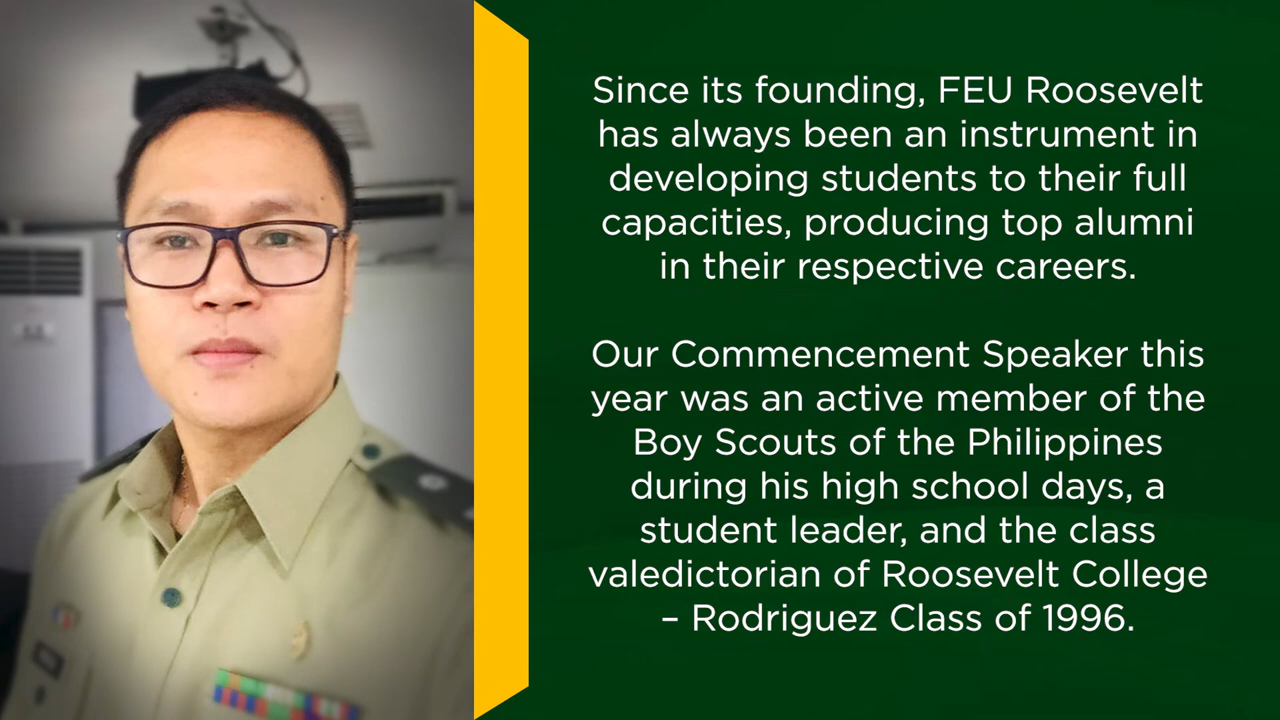 Since its founding, FEU Roosevelt
has always been an instrument in
developing students to their full
capacities, producing top alumni
in their respective careers.
Our Commencement Speaker this
year was an active member of the
Boy Scouts of the Philippines
during his high school days, a
student leader, and the class
valedictorian of Roosevelt College
– Rodriguez Class of 1996.